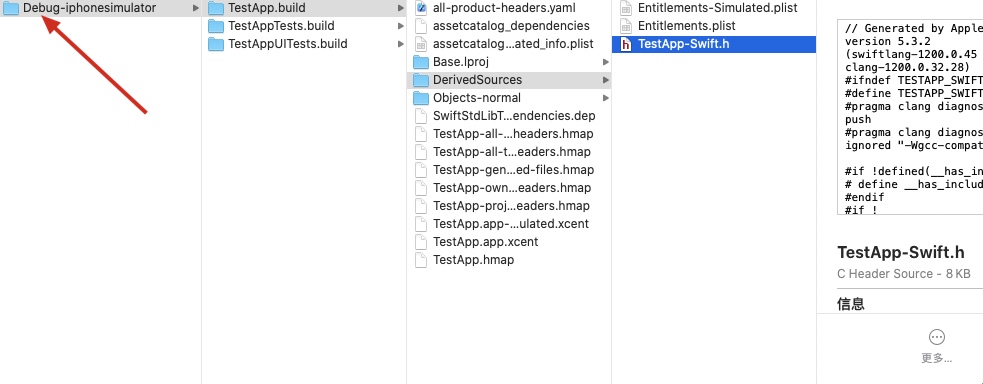 Debug-iphonesimulator
TestApp.build
TestAppTests.build
TestAppUITests.build
all-product-headers.yaml
assetcatalog_dependencies
assetcatalog...ated_info.plist
Base.lproj
DerivedSources
Objects-normal
SwiftStdLibT...endencies.dep
TestApp-all-...headers.hmap
TestApp-all-t...eaders.hmap
TestApp-gen...ed-files.hmap
TestApp-own...eaders.hmap
TestApp-proj...eaders.hmap
TestApp.app-...ulated.xcent
TestApp.app.xcent
TestApp.hmap
Entitlements-Simulated.plist
Entitlements.plist
TestApp-Swift.h
// Generated by Apple
version 5.3.2
(swiftlang-1200.0.45
clang-1200.0.32.28)
#ifndef TESTAPP_SWIFT
#define TESTAPP_SWIFT
#pragma clang diagnos
push
#pragma clang diagnos
ignored "-Wgcc-compat
#if !defined(__has_in
# define __has_includ
#endif
#if !
TestApp-Swift.h
C Header Source - 8 KB
信息
更多...